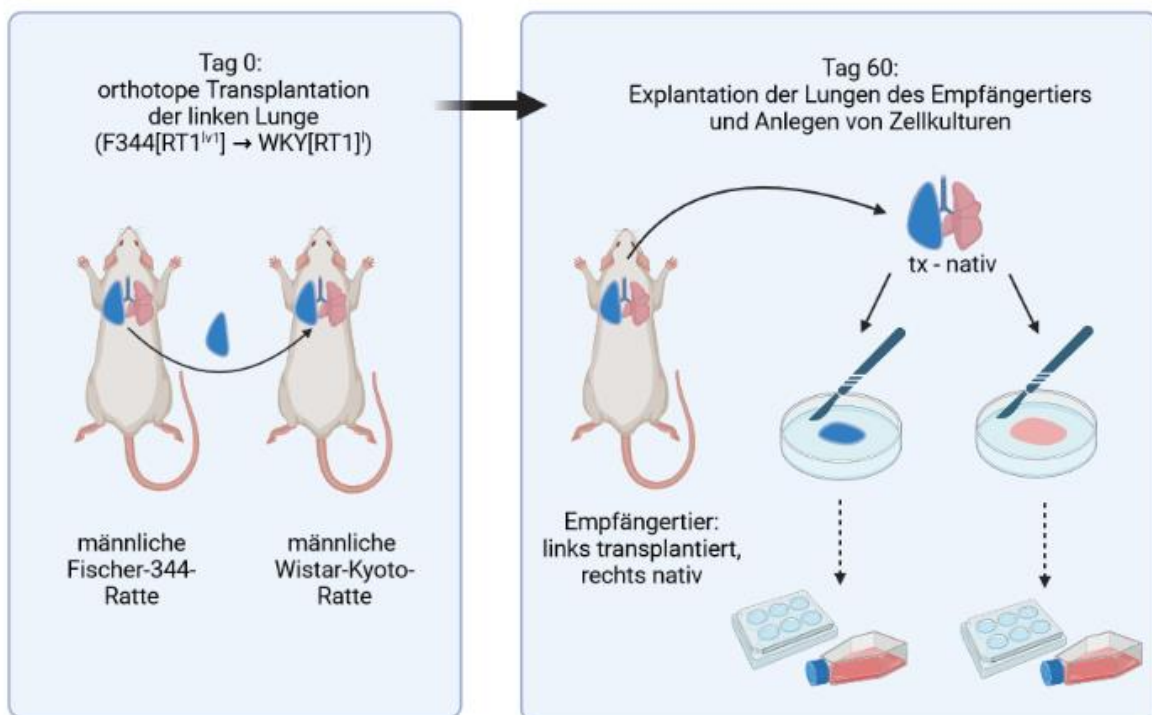 Tag 0:
orthotope Transplantation
der linken Lunge
(F344[RT1ˡᵛ¹] → WKY[RT1]ˡ)
männliche
Fischer-344-
Ratte
männliche
Wistar-Kyoto-
Ratte
Tag 60:
Explantation der Lungen des Empfängertiers
und Anlegen von Zellkulturen
tx - nativ
Empfängertier:
links transplantiert,
rechts nativ